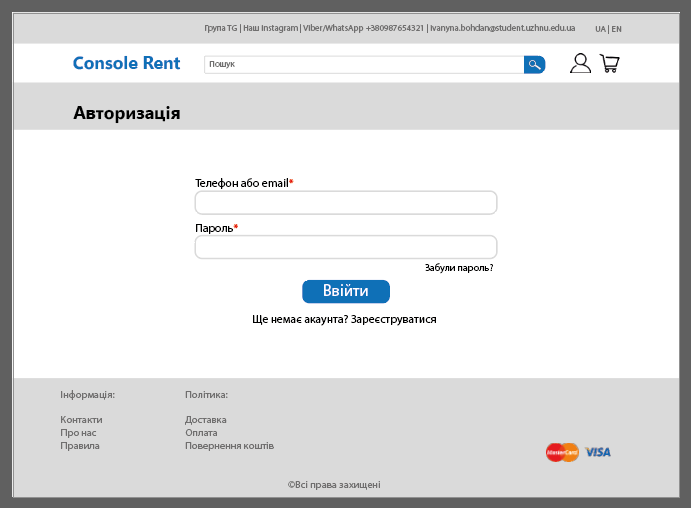 Група TG | Наш Instagram | Viber/WhatsApp +380987654321 | ivanyna.bohdan@student.uzhnu.edu.ua UA | EN
Console Rent
Пошук
Авторизація
Телефон або email*
Пароль*
Забули пароль?
Ввійти
Ще немає акаунта? Зареєструватися
Інформація: Політика:
Контакти Доставка
Про нас Оплата
Правила Повернення коштів
MasterCard VISA
©Всі права захищені